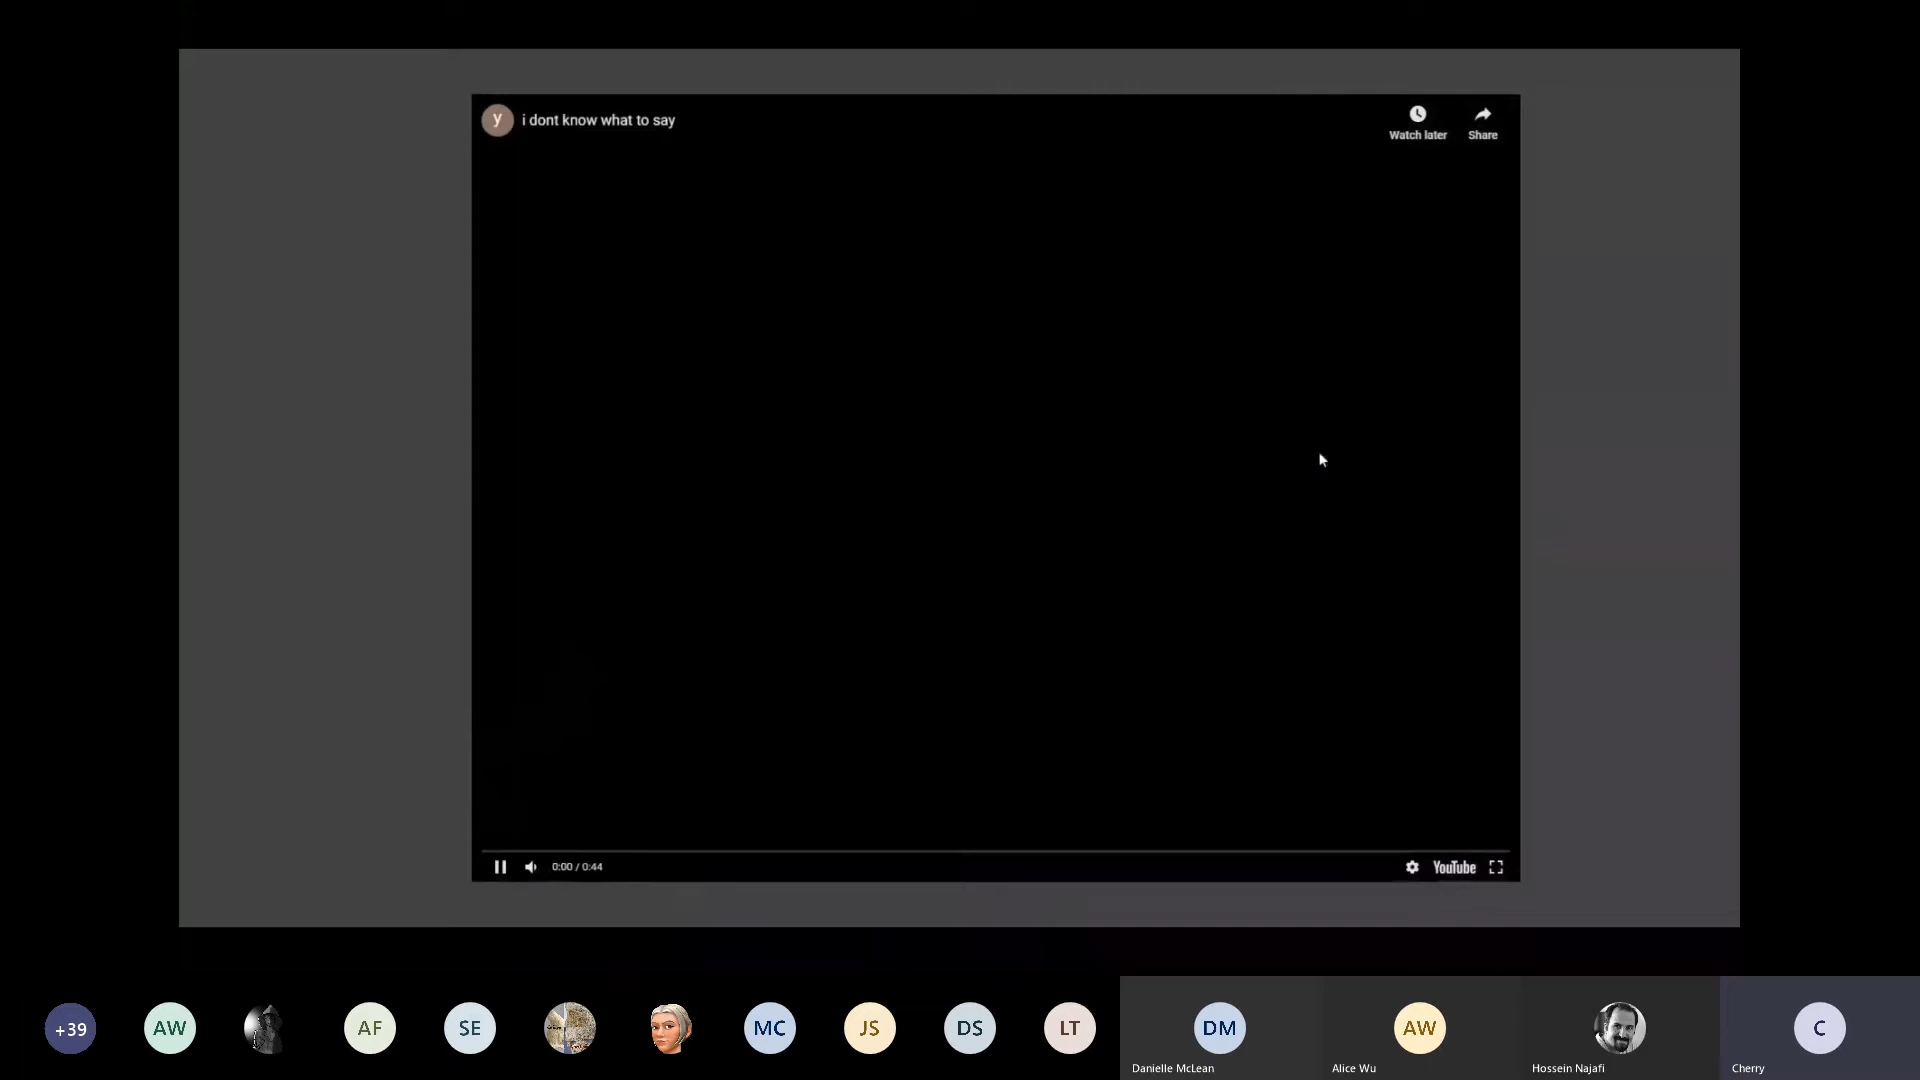 y i dont know what to say
Watch later Share
0:00 / 0:44 YouTube
+39 AW AF SE MC JS DS LT DM AW C
Danielle McLean Alice Wu Hossein Najafi Cherry